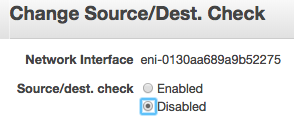 Change Source/Dest. Check
Network Interface eni-0130aa689a9b52275
Source/dest. check Enabled
Disabled